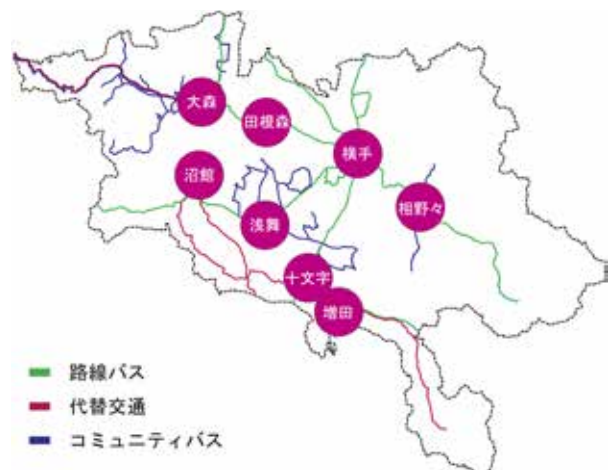 大森
田根森
横手
沼館
相野々
浅舞
十文字
増田
路線バス
代替交通
コミュニティバス